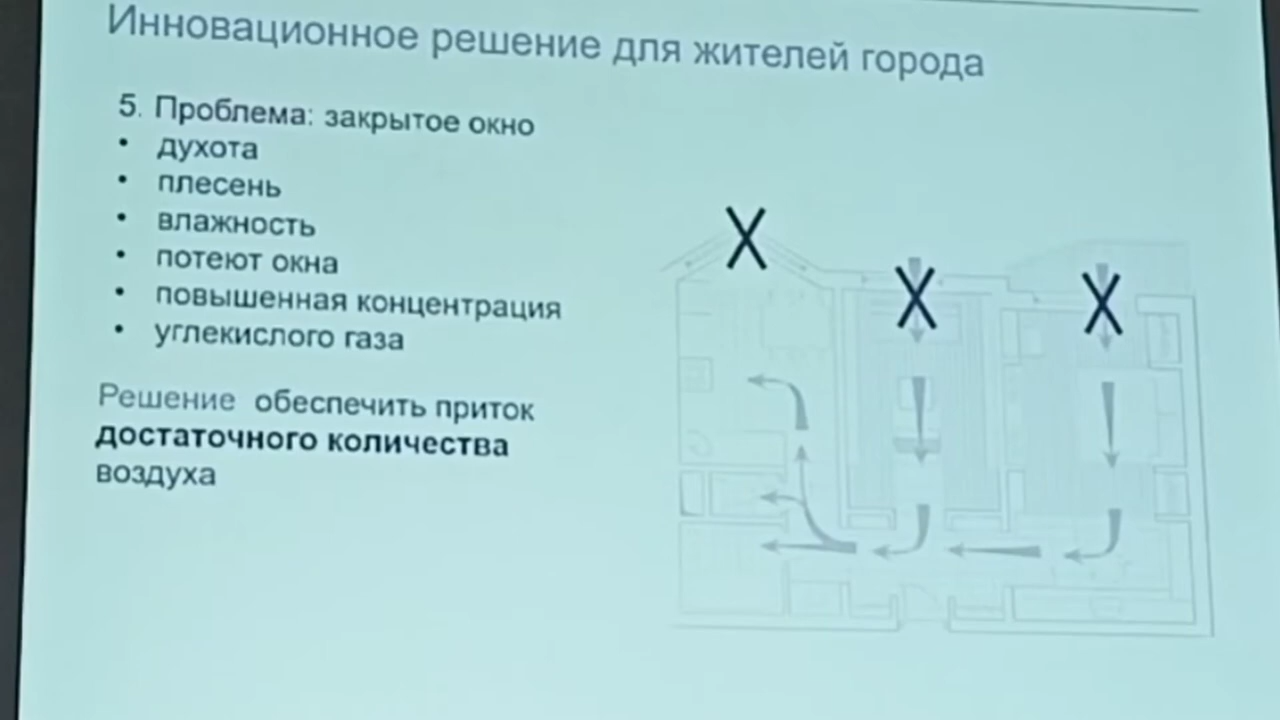 Инновационное решение для жителей города
5. Проблема: закрытое окно
• духота
• плесень
• влажность
• потеют окна
• повышенная концентрация
• углекислого газа
Решение обеспечить приток
достаточного количества
воздуха